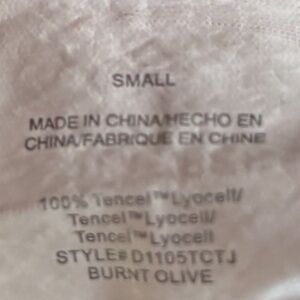 SMALL
MADE IN CHINA/HECHO EN
CHINA/FABRIQUE EN CHINE
100% Tencel™Lyocell/
Tencel™Lyocell/
Tencel™Lyocell
STYLE# D1105TCTJ
BURNT OLIVE